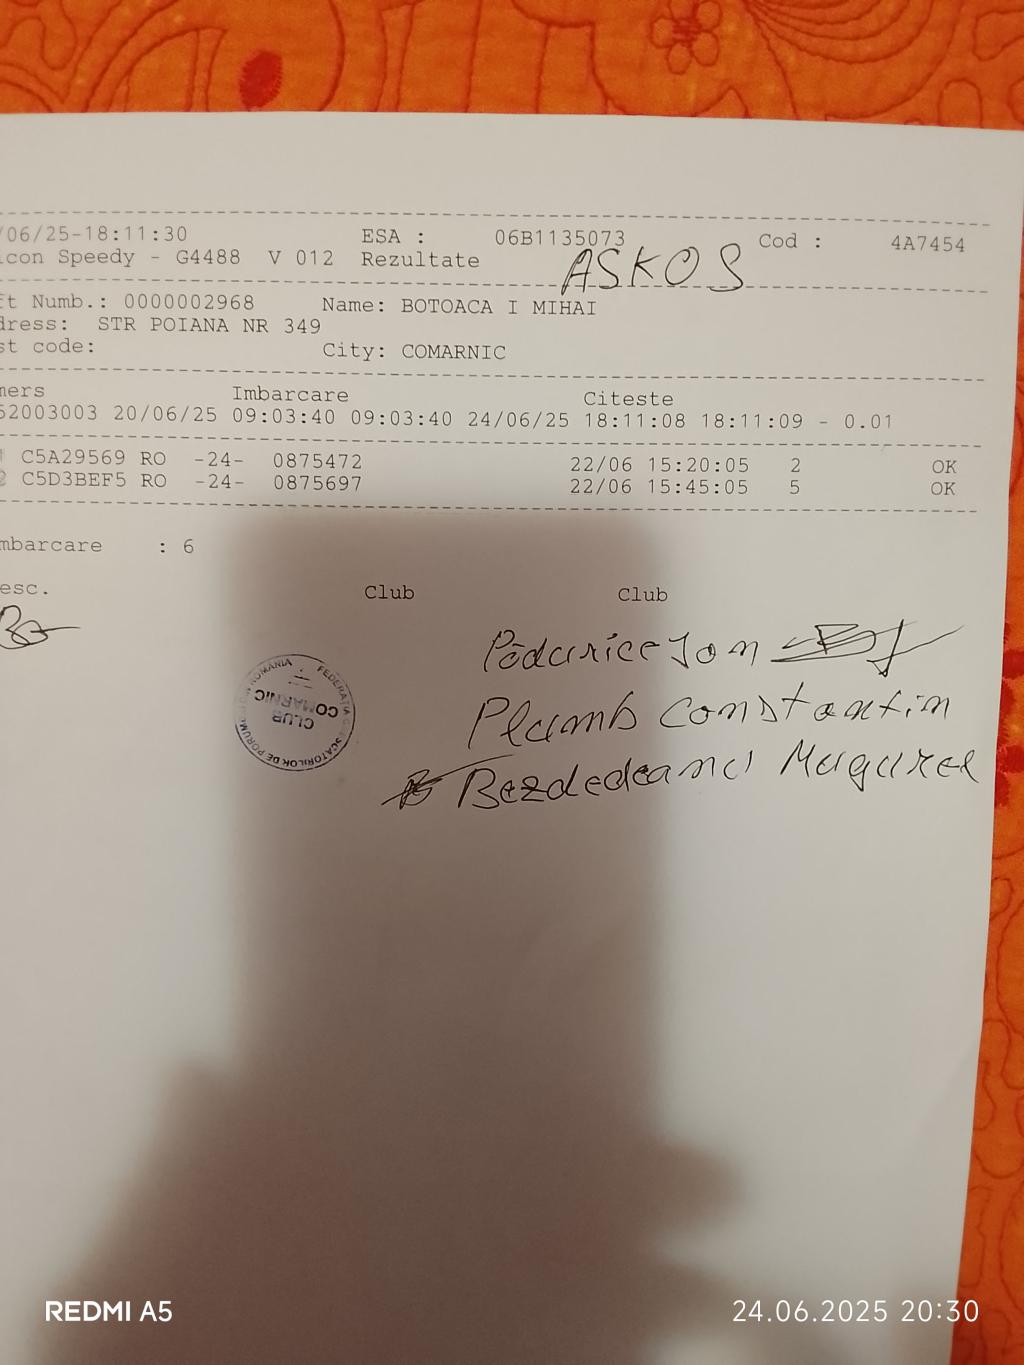 /06/25-18:11:30 ESA : 06B1135073 Cod : 4A7454
icon Speedy - G4488 V 012 Rezultate ASKOS
ft Numb.: 0000002968 Name: BOTOACA I MIHAI
dress: STR POIANA NR 349
st code: City: COMARNIC
mers Imbarcare Citeste
52003003 20/06/25 09:03:40 09:03:40 24/06/25 18:11:08 18:11:09 - 0.01
C5A29569 RO -24- 0875472 22/06 15:20:05 2 OK
2 C5D3BEF5 RO -24- 0875697 22/06 15:45:05 5 OK
mbarcare : 6
esc. Club Club
Ion
Plumb Constantin
Bezdedeanu Magurel
CLUB
COMARNIC
REDMI A5 24.06.2025 20:30